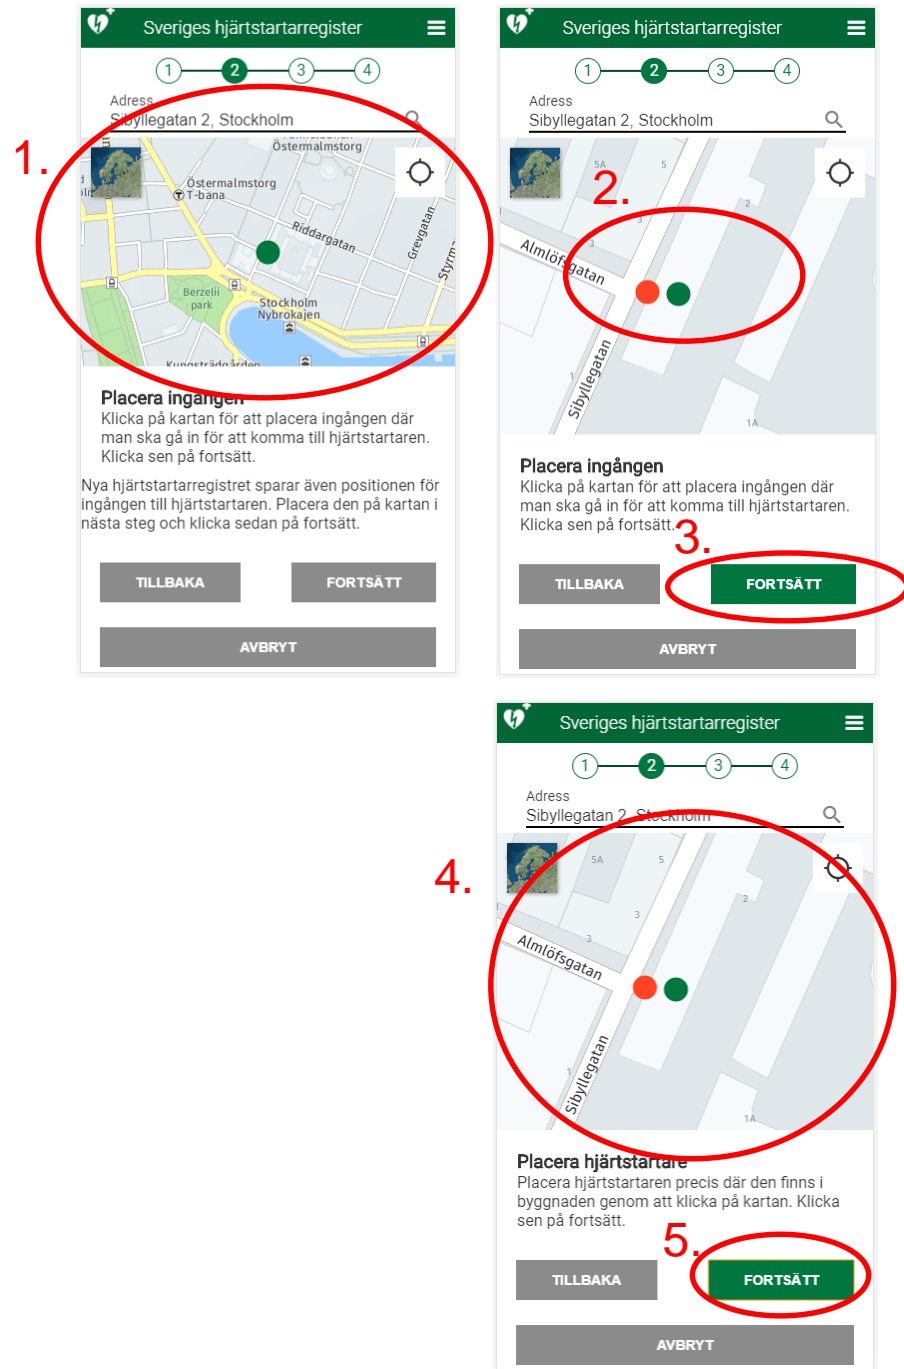 Sveriges hjärtstartarregister
1 2 3 4
Adress
Sibyllegatan 2, Stockholm
1.
Östermalmstorg
Östermalmstorg
T-bana
Riddargatan
Grevgatan
Berzelii
park
Stockholm
Nybrokajen
Placera ingången
Klicka på kartan för att placera ingången där
man ska gå in för att komma till hjärtstartaren.
Klicka sen på fortsätt.
Nya hjärtstartarregistret sparar även positionen för
ingången till hjärtstartaren. Placera den på kartan i
nästa steg och klicka sedan på fortsätt.
TILLBAKA
FORTSÄTT
AVBRYT
Sveriges hjärtstartarregister
1 2 3 4
Adress
Sibyllegatan 2, Stockholm
5A
5
2.
2
3
3
Almlöfsgatan
Sibyllegatan
1
1A
Placera ingången
Klicka på kartan för att placera ingången där
man ska gå in för att komma till hjärtstartaren.
Klicka sen på fortsätt.
3.
TILLBAKA
FORTSÄTT
AVBRYT
Sveriges hjärtstartarregister
1 2 3 4
Adress
Sibyllegatan 2, Stockholm
4.
5A
5
2
3
3
Almlöfsgatan
Sibyllegatan
1
1A
Placera hjärtstartare
Placera hjärtstartaren precis där den finns i
byggnaden genom att klicka på kartan. Klicka
sen på fortsätt.
5.
TILLBAKA
FORTSÄTT
AVBRYT